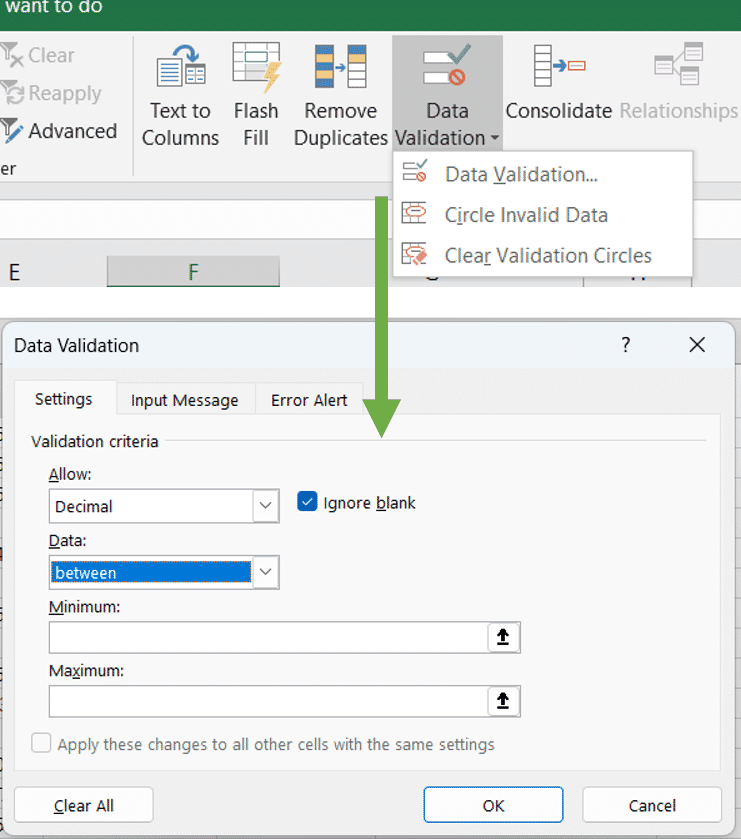 want to do
Clear
Reapply
Advanced
er
Text to
Columns
Flash
Fill
Remove
Duplicates
Data
Validation
Consolidate
Relationships
Data Validation...
Circle Invalid Data
Clear Validation Circles
E
F
Data Validation
?
Settings
Input Message
Error Alert
Validation criteria
Allow:
Decimal
Ignore blank
Data:
between
Minimum:
Maximum:
Apply these changes to all other cells with the same settings
Clear All
OK
Cancel